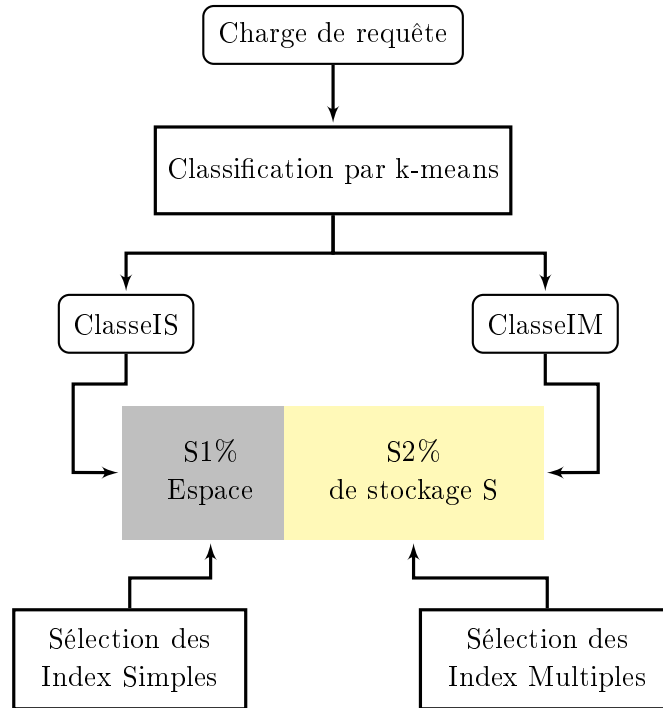 Charge de requête
Classification par k-means
ClasseIS
ClasseIM
S1%
Espace
S2%
de stockage S
Sélection des
Index Simples
Sélection des
Index Multiples